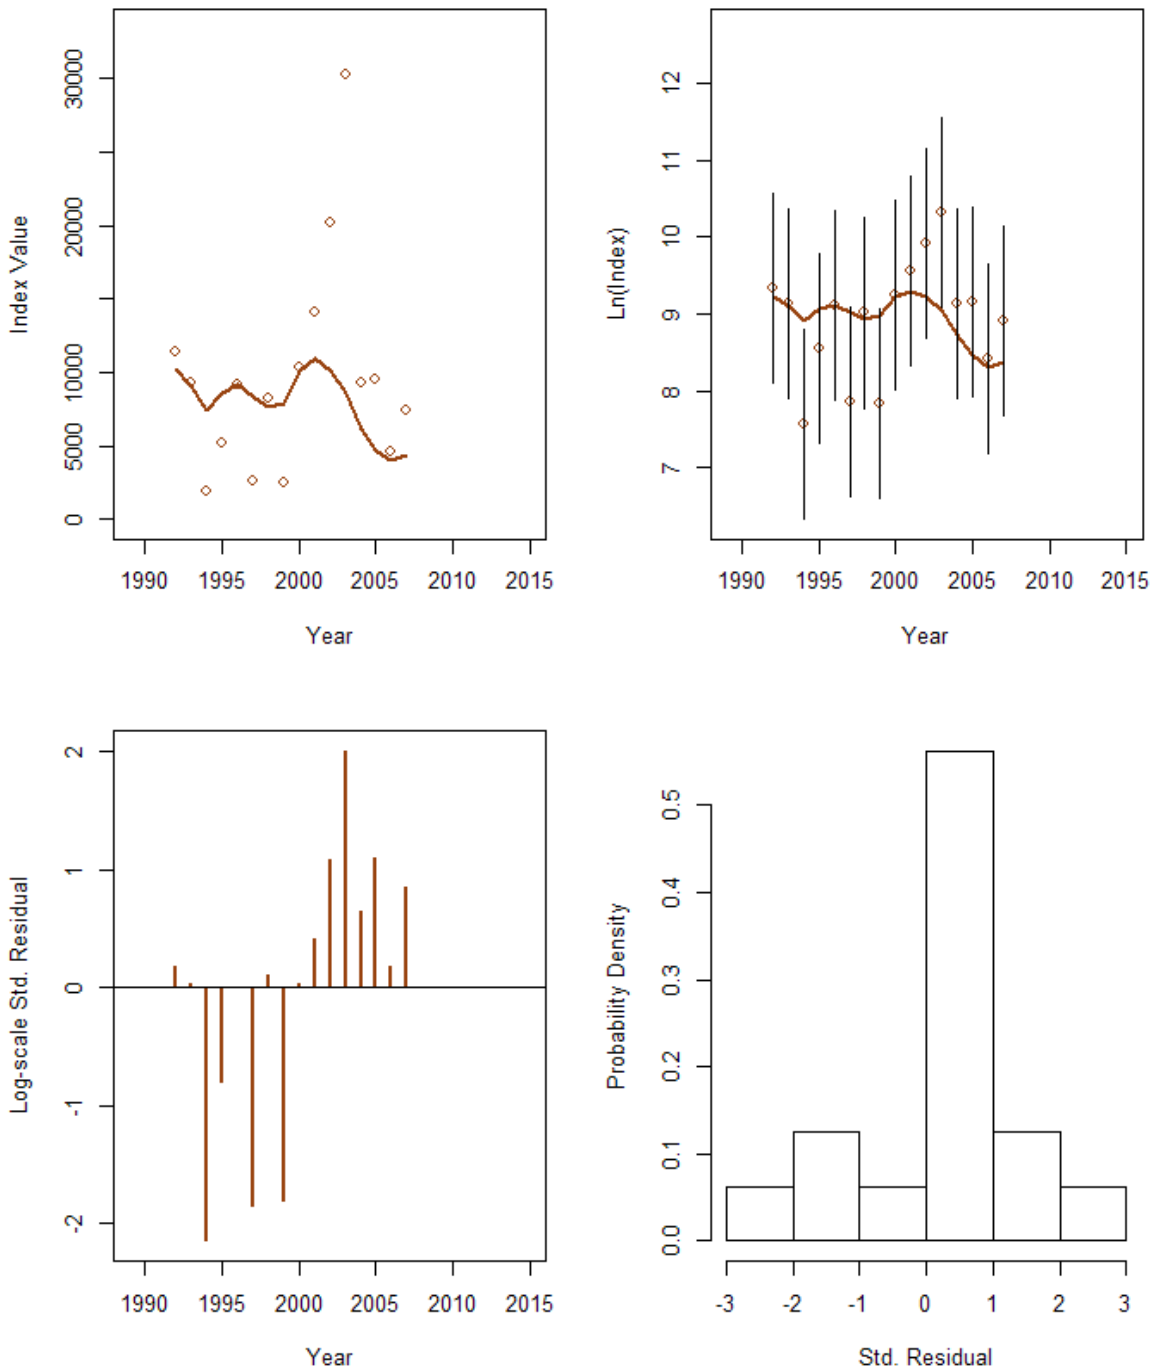 Index Value
0 5000 10000 20000 30000
1990 1995 2000 2005 2010 2015
Year
Ln(Index)
7 8 9 10 11 12
1990 1995 2000 2005 2010 2015
Year
Log-scale Std. Residual
-2 -1 0 1 2
1990 1995 2000 2005 2010 2015
Year
Probability Density
0.0 0.1 0.2 0.3 0.4 0.5
-3 -2 -1 0 1 2 3
Std. Residual